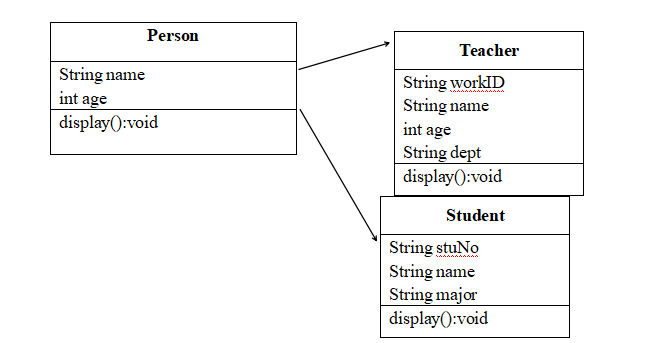 Person
String name
int age
display():void
Teacher
String workID
String name
int age
String dept
display():void
Student
String stuNo
String name
String major
display():void